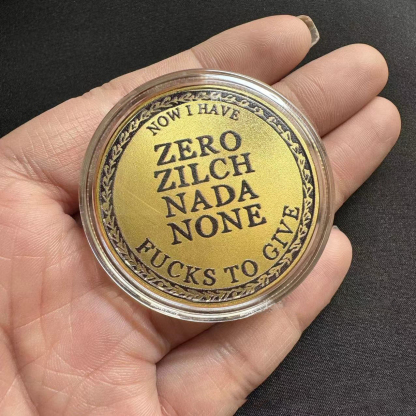 NOW I HAVE
ZERO
ZILCH
NADA
NONE
FUCKS TO GIVE